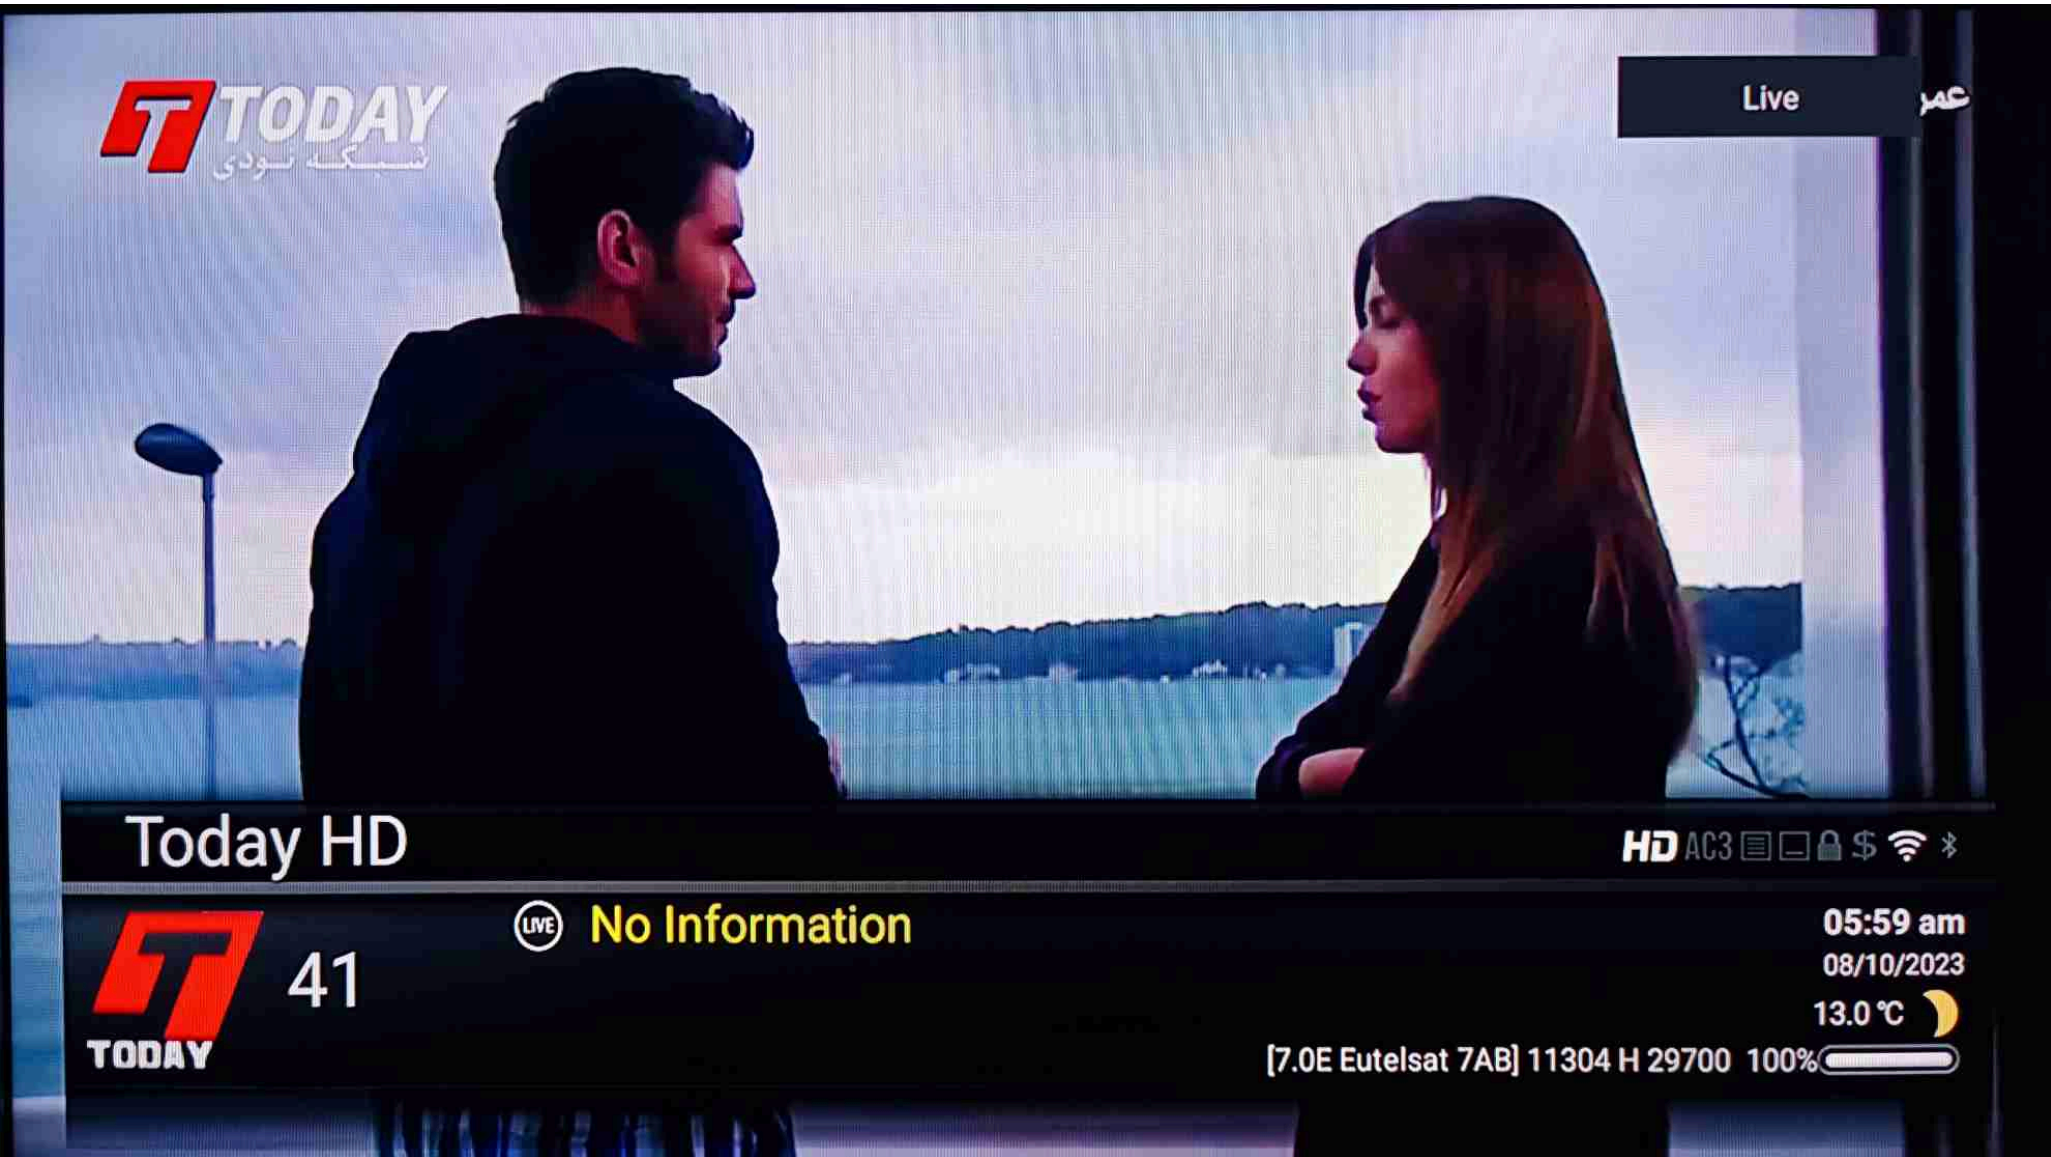 TODAY
شبکه تودی
Live
عمر
Today HD
HD AC3 $
LIVE No Information
41
TODAY
05:59 am
08/10/2023
13.0 °C
[7.0E Eutelsat 7AB] 11304 H 29700 100%